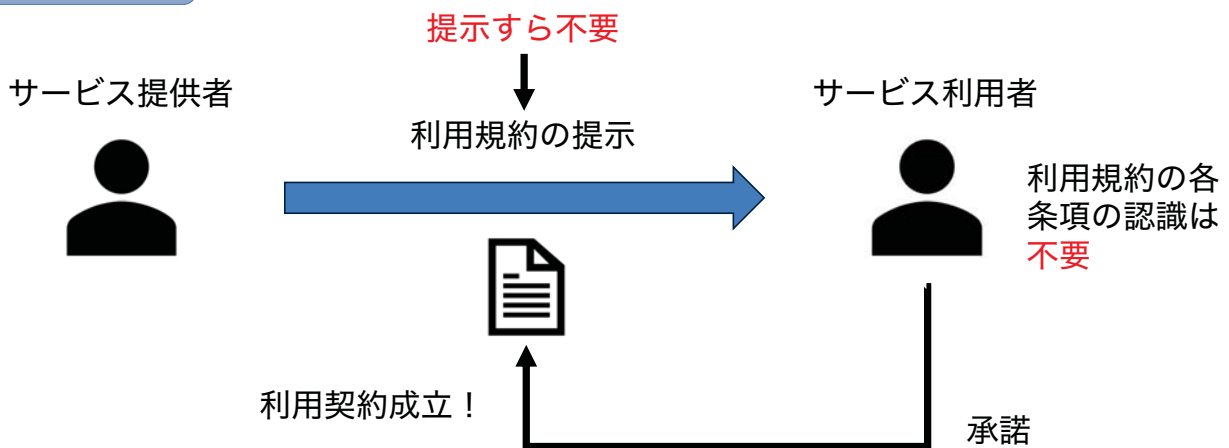 提示すら不要
サービス提供者
サービス利用者
利用規約の提示
利用規約の各
条項の認識は
不要
利用契約成立！
承諾